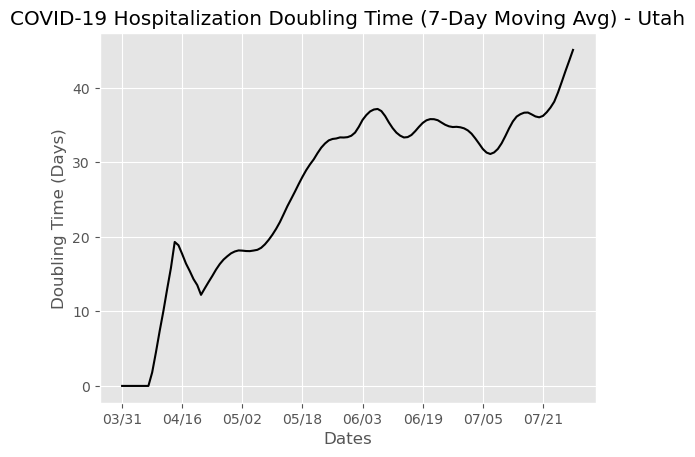 COVID-19 Hospitalization Doubling Time (7-Day Moving Avg) - Utah
Doubling Time (Days)
40
30
20
10
0
03/31 04/16 05/02 05/18 06/03 06/19 07/05 07/21
Dates